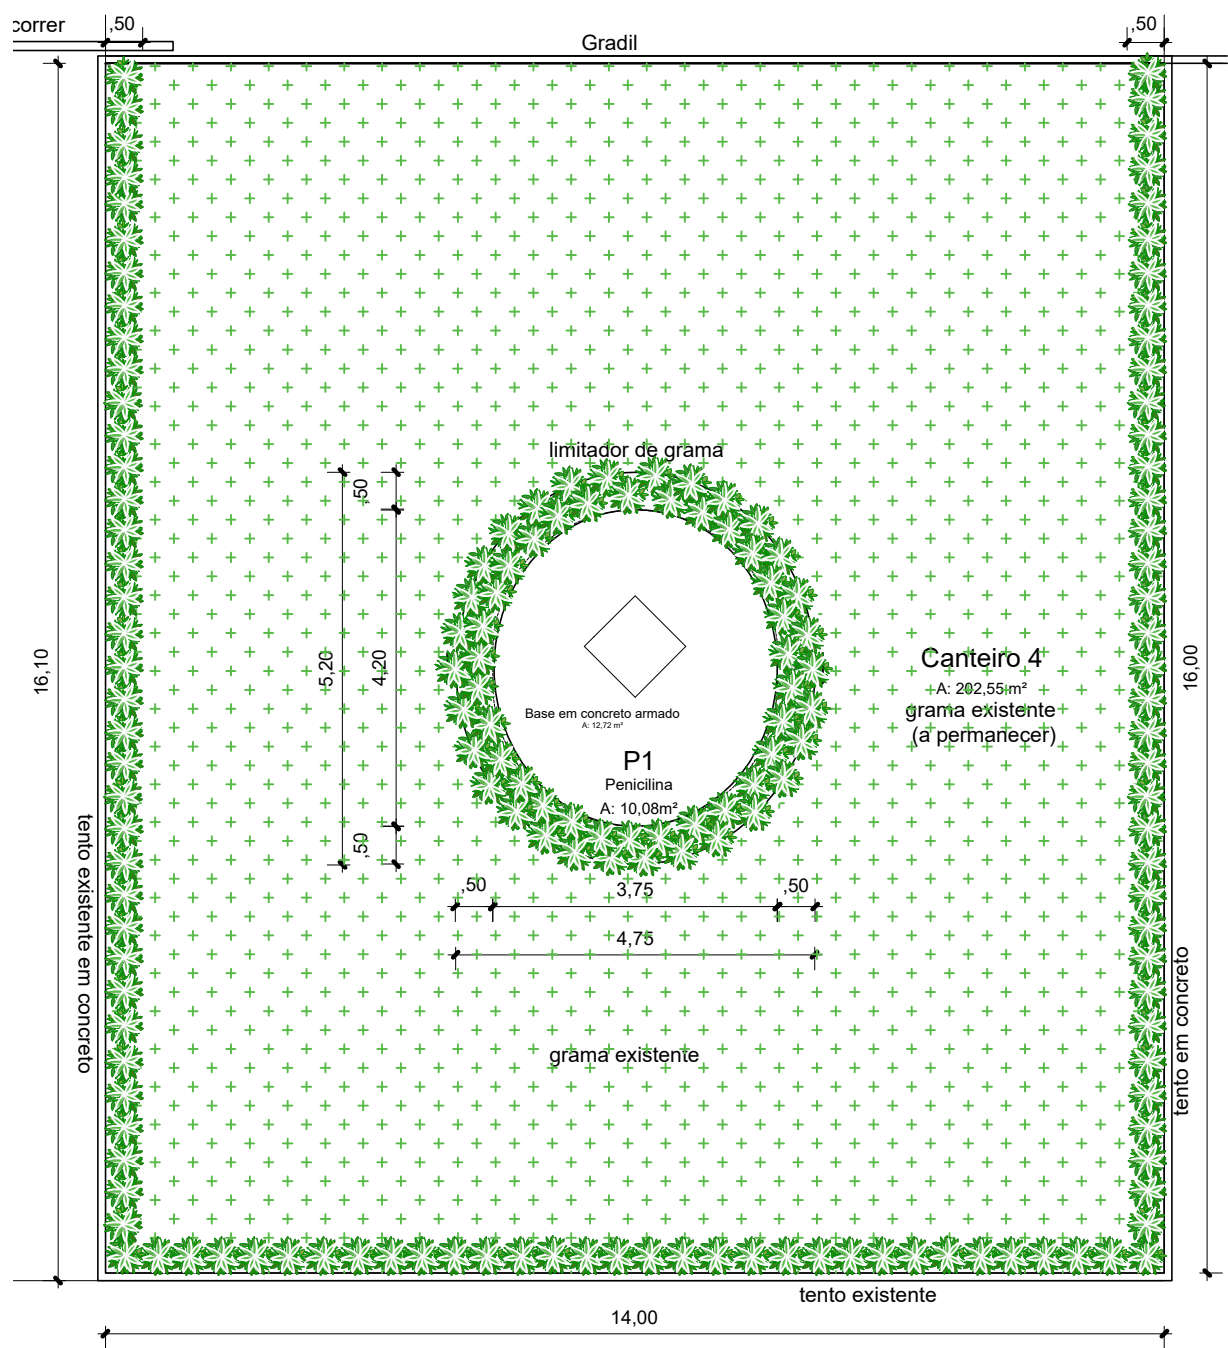 correr
,50
,50
Gradil
limitador de grama
,50
5,20
4,20
16,10
16,00
Canteiro 4
A: 202,55 m²
grama existente
(a permanecer)
Base em concreto armado
A: 12,72 m²
P1
Penicilina
A: 10,08m²
,50
,50
3,75
,50
4,75
tento existente em concreto
tento em concreto
grama existente
tento existente
14,00